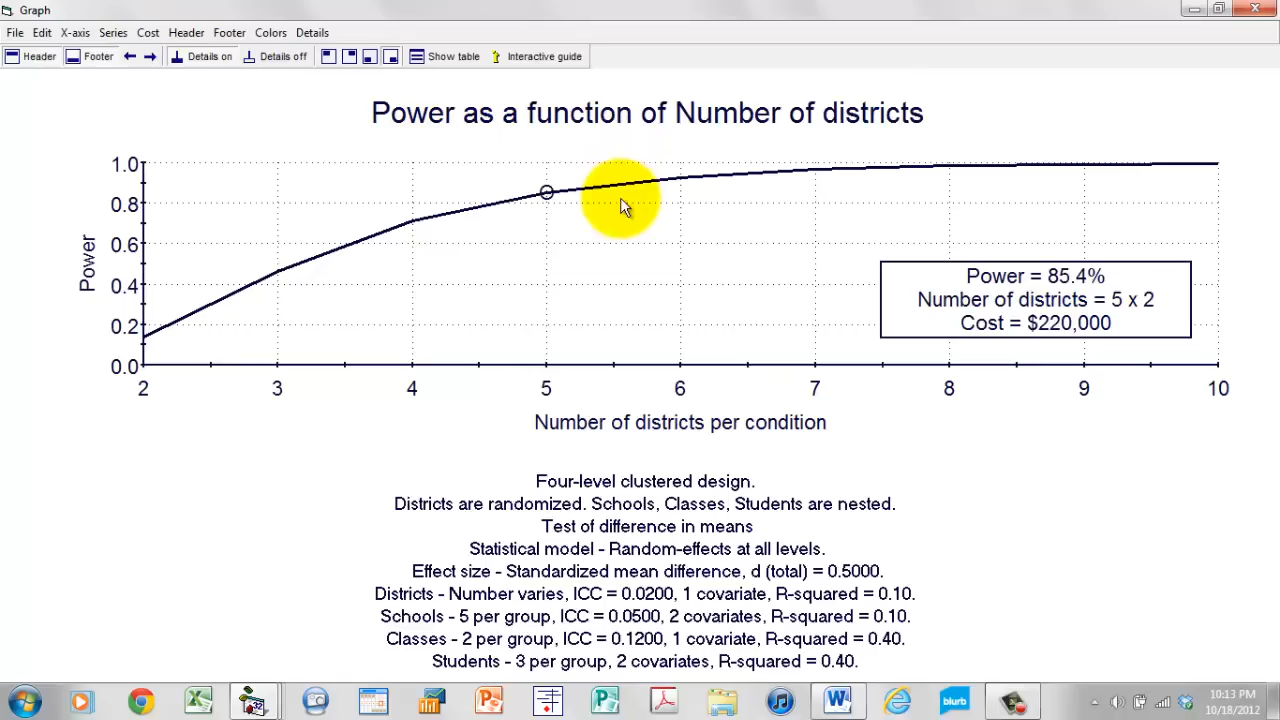 Graph
File Edit X-axis Series Cost Header Footer Colors Details
Header Footer Details on Details off Show table Interactive guide
Power as a function of Number of districts
1.0
0.8
0.6
0.4
0.2
0.0
Power
2 3 4 5 6 7 8 9 10
Number of districts per condition
Power = 85.4%
Number of districts = 5 x 2
Cost = $220,000
Four-level clustered design.
Districts are randomized. Schools, Classes, Students are nested.
Test of difference in means
Statistical model - Random-effects at all levels.
Effect size - Standardized mean difference, d (total) = 0.5000.
Districts - Number varies, ICC = 0.0200, 1 covariate, R-squared = 0.10.
Schools - 5 per group, ICC = 0.0500, 2 covariates, R-squared = 0.10.
Classes - 2 per group, ICC = 0.1200, 1 covariate, R-squared = 0.40.
Students - 3 per group, 2 covariates, R-squared = 0.40.
blurb
10:13 PM
10/18/2012